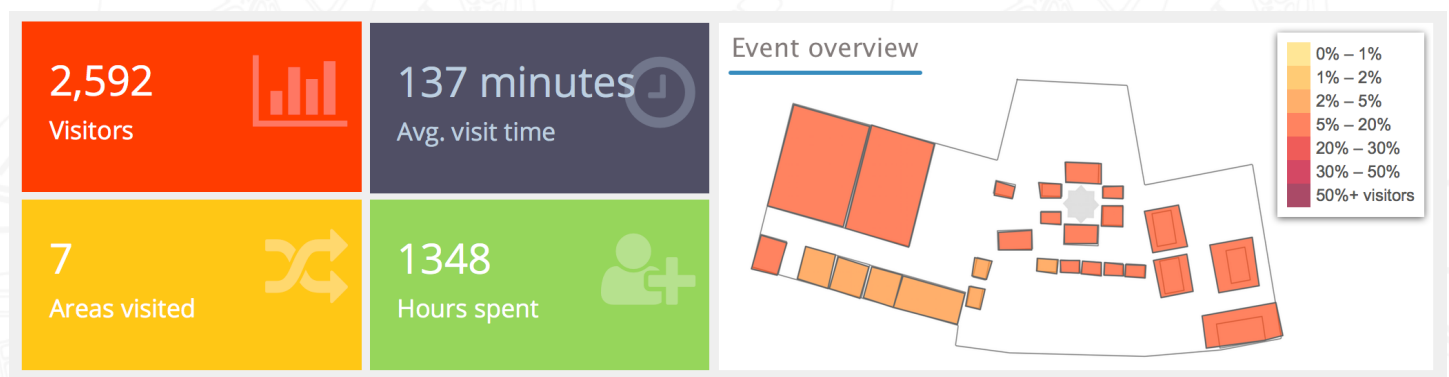 2,592
Visitors
137 minutes
Avg. visit time
7
Areas visited
1348
Hours spent
Event overview
0% – 1%
1% – 2%
2% – 5%
5% – 20%
20% – 30%
30% – 50%
50%+ visitors